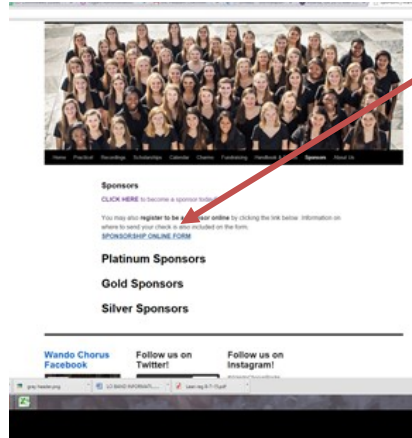 Home Practical Recordings Scholarships Calendar Charms Fundraising Handbook & Sponsors About Us
Sponsors
CLICK HERE to become a sponsor today
You may also register to be a sponsor online by clicking the link below. Information on
where to send your check is also included on the form.
SPONSORSHIP ONLINE FORM
Platinum Sponsors
Gold Sponsors
Silver Sponsors
Wando Chorus
Facebook
Follow us on
Twitter!
Follow us on
Instagram!
gray header.png